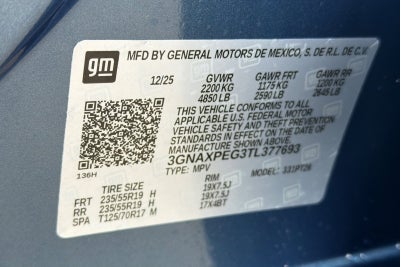 gm
MFD BY GENERAL MOTORS DE MEXICO, S. DE R.L. DE C.V.
12/25 GVWR GAWR FRT GAWR RR
2200 KG 1175 KG 1200 KG
4850 LB 2590 LB 2645 LB
THIS VEHICLE CONFORMS TO ALL
APPLICABLE U.S. FEDERAL MOTOR
VEHICLE SAFETY AND THEFT PREVENTION
STANDARDS IN EFFECT ON THE DATE OF
MANUFACTURE SHOWN ABOVE.
3GNAXPEG3TL377693
136H TYPE: MPV MODEL: 331PT26
TIRE SIZE RIM
FRT 235/55R19 H 19X7.5J
RR 235/55R19 H 19X7.5J
SPA T125/70R17 M 17X4BT